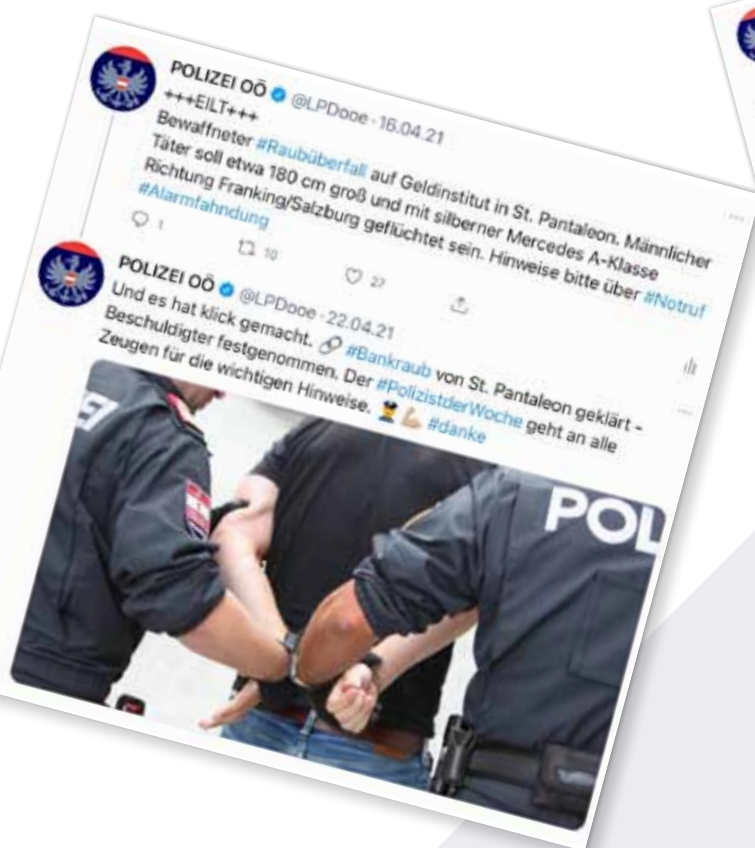 POLIZEI OÖ @LPDooe · 16.04.21
+++EILT+++
Bewaffneter #Raubüberfall auf Geldinstitut in St. Pantaleon. Männlicher
Täter soll etwa 180 cm groß und mit silberner Mercedes A-Klasse
Richtung Franking/Salzburg geflüchtet sein. Hinweise bitte über #Notruf
#Alarmfahndung
1 10 27
POLIZEI OÖ @LPDooe · 22.04.21
Und es hat klick gemacht. 🔗 #Bankraub von St. Pantaleon geklärt -
Beschuldigter festgenommen. Der #PolizistderWoche geht an alle
Zeugen für die wichtigen Hinweise. 👮💪🏼 #danke
POL